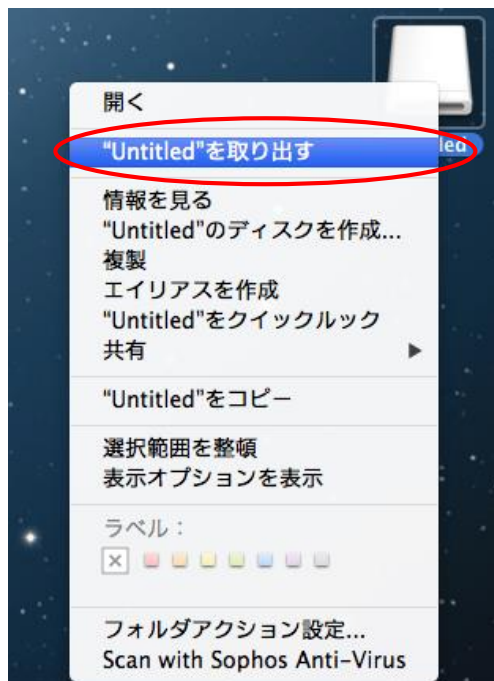 開く
“Untitled”を取り出す
led
情報を見る
“Untitled”のディスクを作成...
複製
エイリアスを作成
“Untitled”をクイックルック
共有
“Untitled”をコピー
選択範囲を整頓
表示オプションを表示
ラベル：
フォルダアクション設定...
Scan with Sophos Anti-Virus